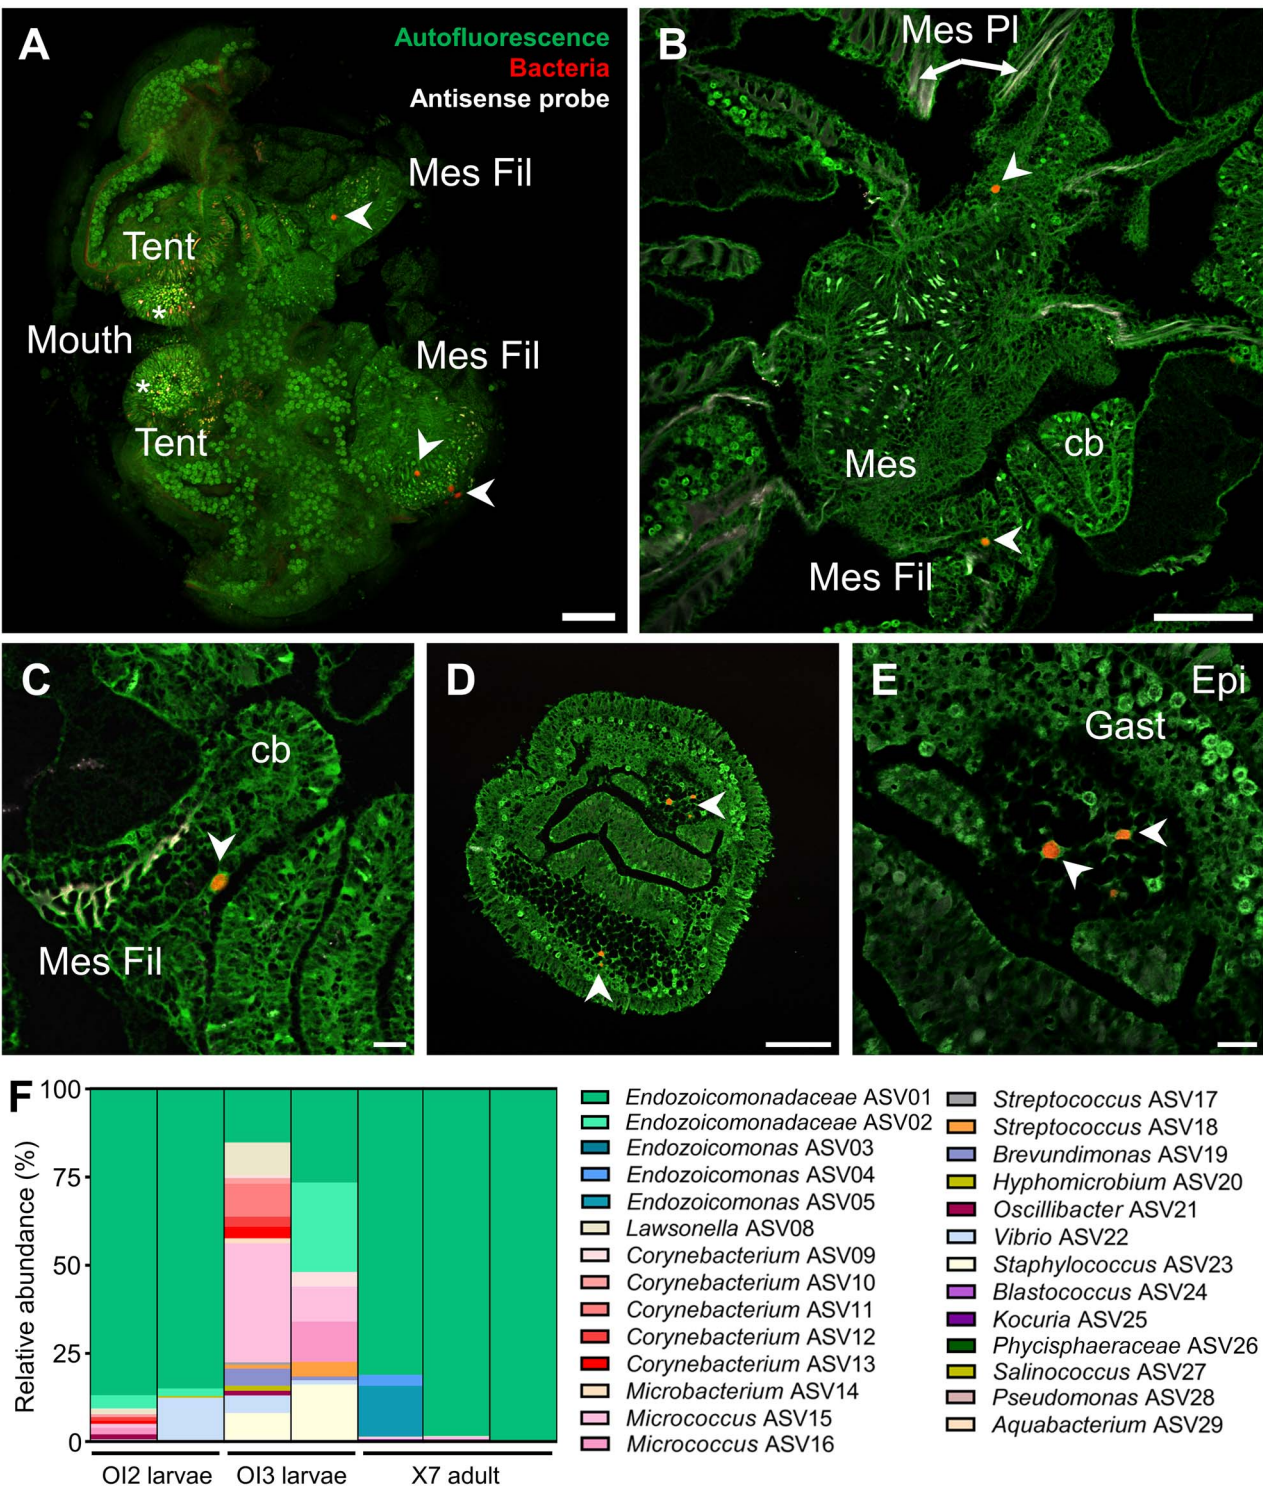 A
Autofluorescence
Bacteria
Antisense probe
Mes Fil
Tent
*
Mouth
Mes Fil
*
Tent
B
Mes Pl
Mes
cb
Mes Fil
C
cb
Mes Fil
D
E
Epi
Gast
F
Relative abundance (%)
100
75
50
25
0
OI2 larvae
OI3 larvae
X7 adult
Endozoicomonadaceae ASV01
Endozoicomonadaceae ASV02
Endozoicomonas ASV03
Endozoicomonas ASV04
Endozoicomonas ASV05
Lawsonella ASV08
Corynebacterium ASV09
Corynebacterium ASV10
Corynebacterium ASV11
Corynebacterium ASV12
Corynebacterium ASV13
Microbacterium ASV14
Micrococcus ASV15
Micrococcus ASV16
Streptococcus ASV17
Streptococcus ASV18
Brevundimonas ASV19
Hyphomicrobium ASV20
Oscillibacter ASV21
Vibrio ASV22
Staphylococcus ASV23
Blastococcus ASV24
Kocuria ASV25
Phycisphaeraceae ASV26
Salinococcus ASV27
Pseudomonas ASV28
Aquabacterium ASV29